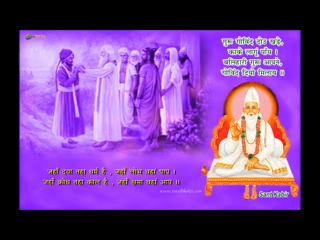 गुरू गोविंद दोउ खड़े,
काके लागूं पाँय ।
बलिहारी गुरू आपने,
गोविंद दियो मिलाय ॥
जहाँ दया तहा धर्म है , जहाँ लोभ वहां पाप ।
जहाँ क्रोध तहा काल है , जहाँ क्षमा वहां आप ॥
Sant Kabir